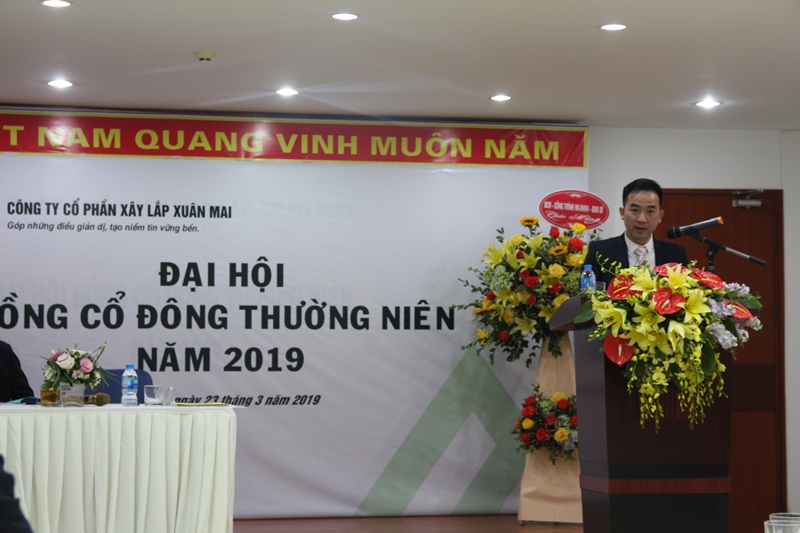 T NAM QUANG VINH MUÔN NĂM
CÔNG TY CỔ PHẦN XÂY LẮP XUÂN MAI
Góp những điều giản dị, tạo niềm tin vững bền.
ĐẠI HỘI
ỒNG CỔ ĐÔNG THƯỜNG NIÊN
NĂM 2019
, ngày 23 tháng 3 năm 2019